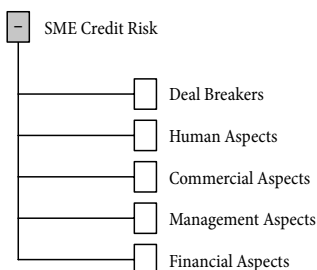 SME Credit Risk
Deal Breakers
Human Aspects
Commercial Aspects
Management Aspects
Financial Aspects